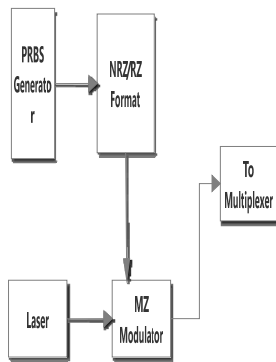 PRBS
Generato
r
NRZ/RZ
Format
To
Multiplexer
Laser
MZ
Modulator